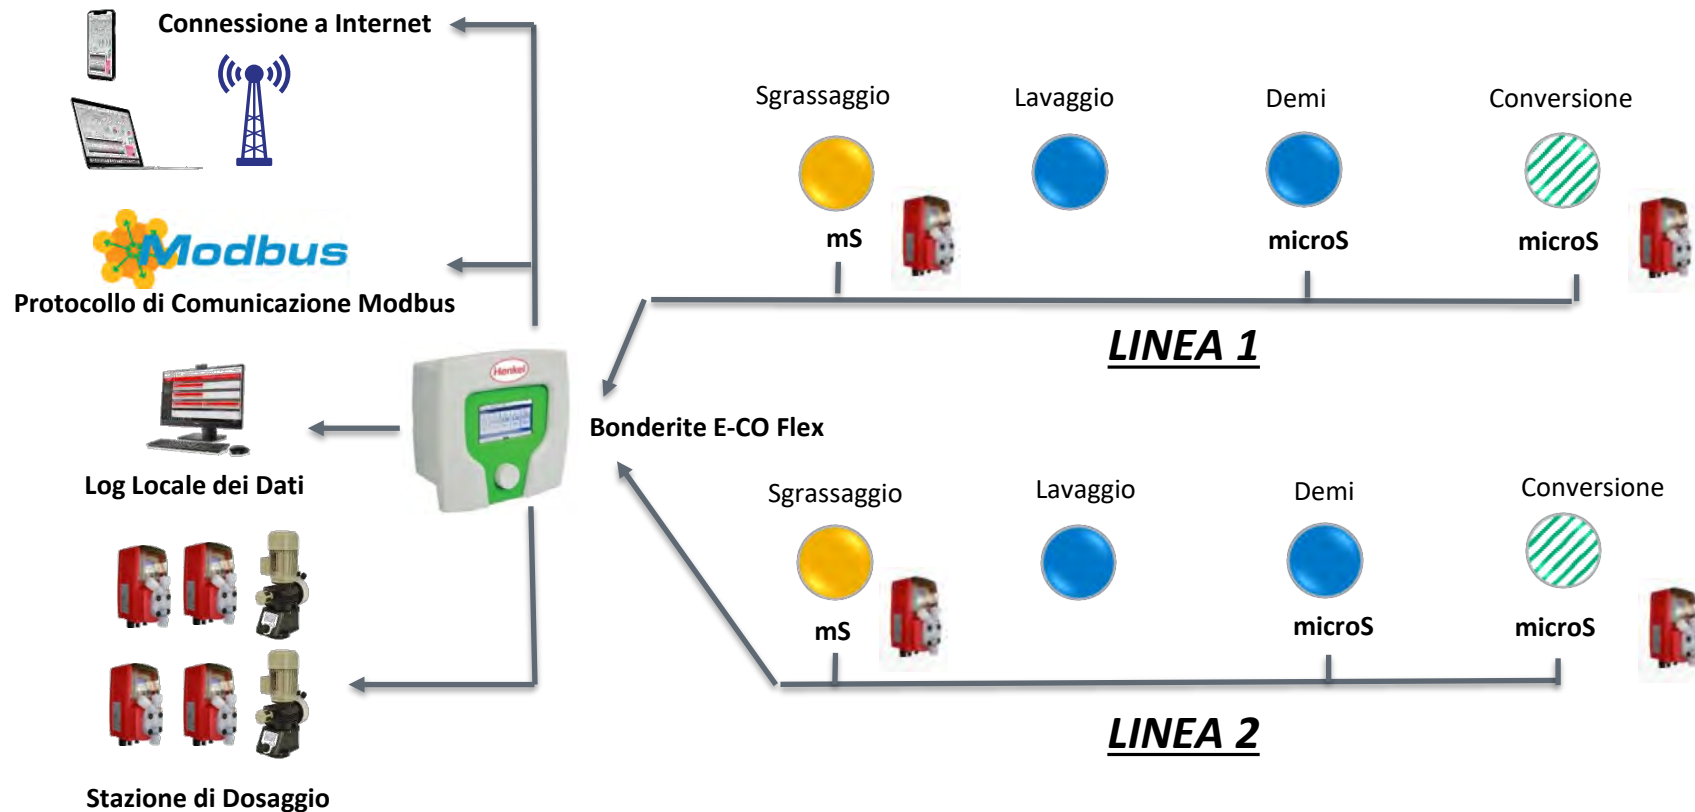 Connessione a Internet
Modbus
Protocollo di Comunicazione Modbus
Henkel
Bonderite E-CO Flex
Log Locale dei Dati
Stazione di Dosaggio
Sgrassaggio
Lavaggio
Demi
Conversione
mS
microS
microS
LINEA 1
Sgrassaggio
Lavaggio
Demi
Conversione
mS
microS
microS
LINEA 2